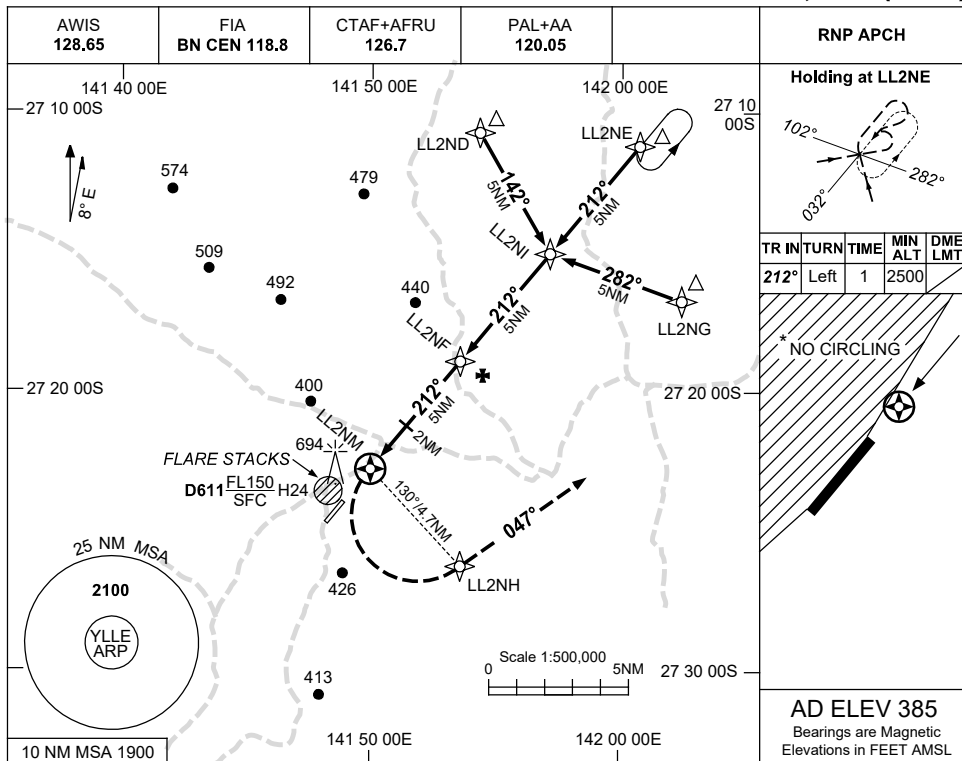 AWIS
128.65
FIA
BN CEN 118.8
CTAF+AFRU
126.7
PAL+AA
120.05
RNP APCH
141 40 00E
141 50 00E
142 00 00E
27 10 00S
27 10
00S
Holding at LL2NE
102°
282°
032°
TR IN
TURN
TIME
MIN
ALT
DME
LMT
212°
Left
1
2500
* NO CIRCLING
8° E
574
479
509
492
440
LL2ND
LL2NE
142°
5NM
212°
5NM
LL2NI
282°
5NM
LL2NG
212°
5NM
LL2NF
27 20 00S
27 20 00S
400
212°
5NM
2NM
LL2NM
694
FLARE STACKS
D611 FL150 H24
SFC
130°/4.7NM
047°
LL2NH
426
25 NM MSA
2100
YLLE
ARP
413
Scale 1:500,000
0
5NM
27 30 00S
141 50 00E
142 00 00E
10 NM MSA 1900
AD ELEV 385
Bearings are Magnetic
Elevations in FEET AMSL